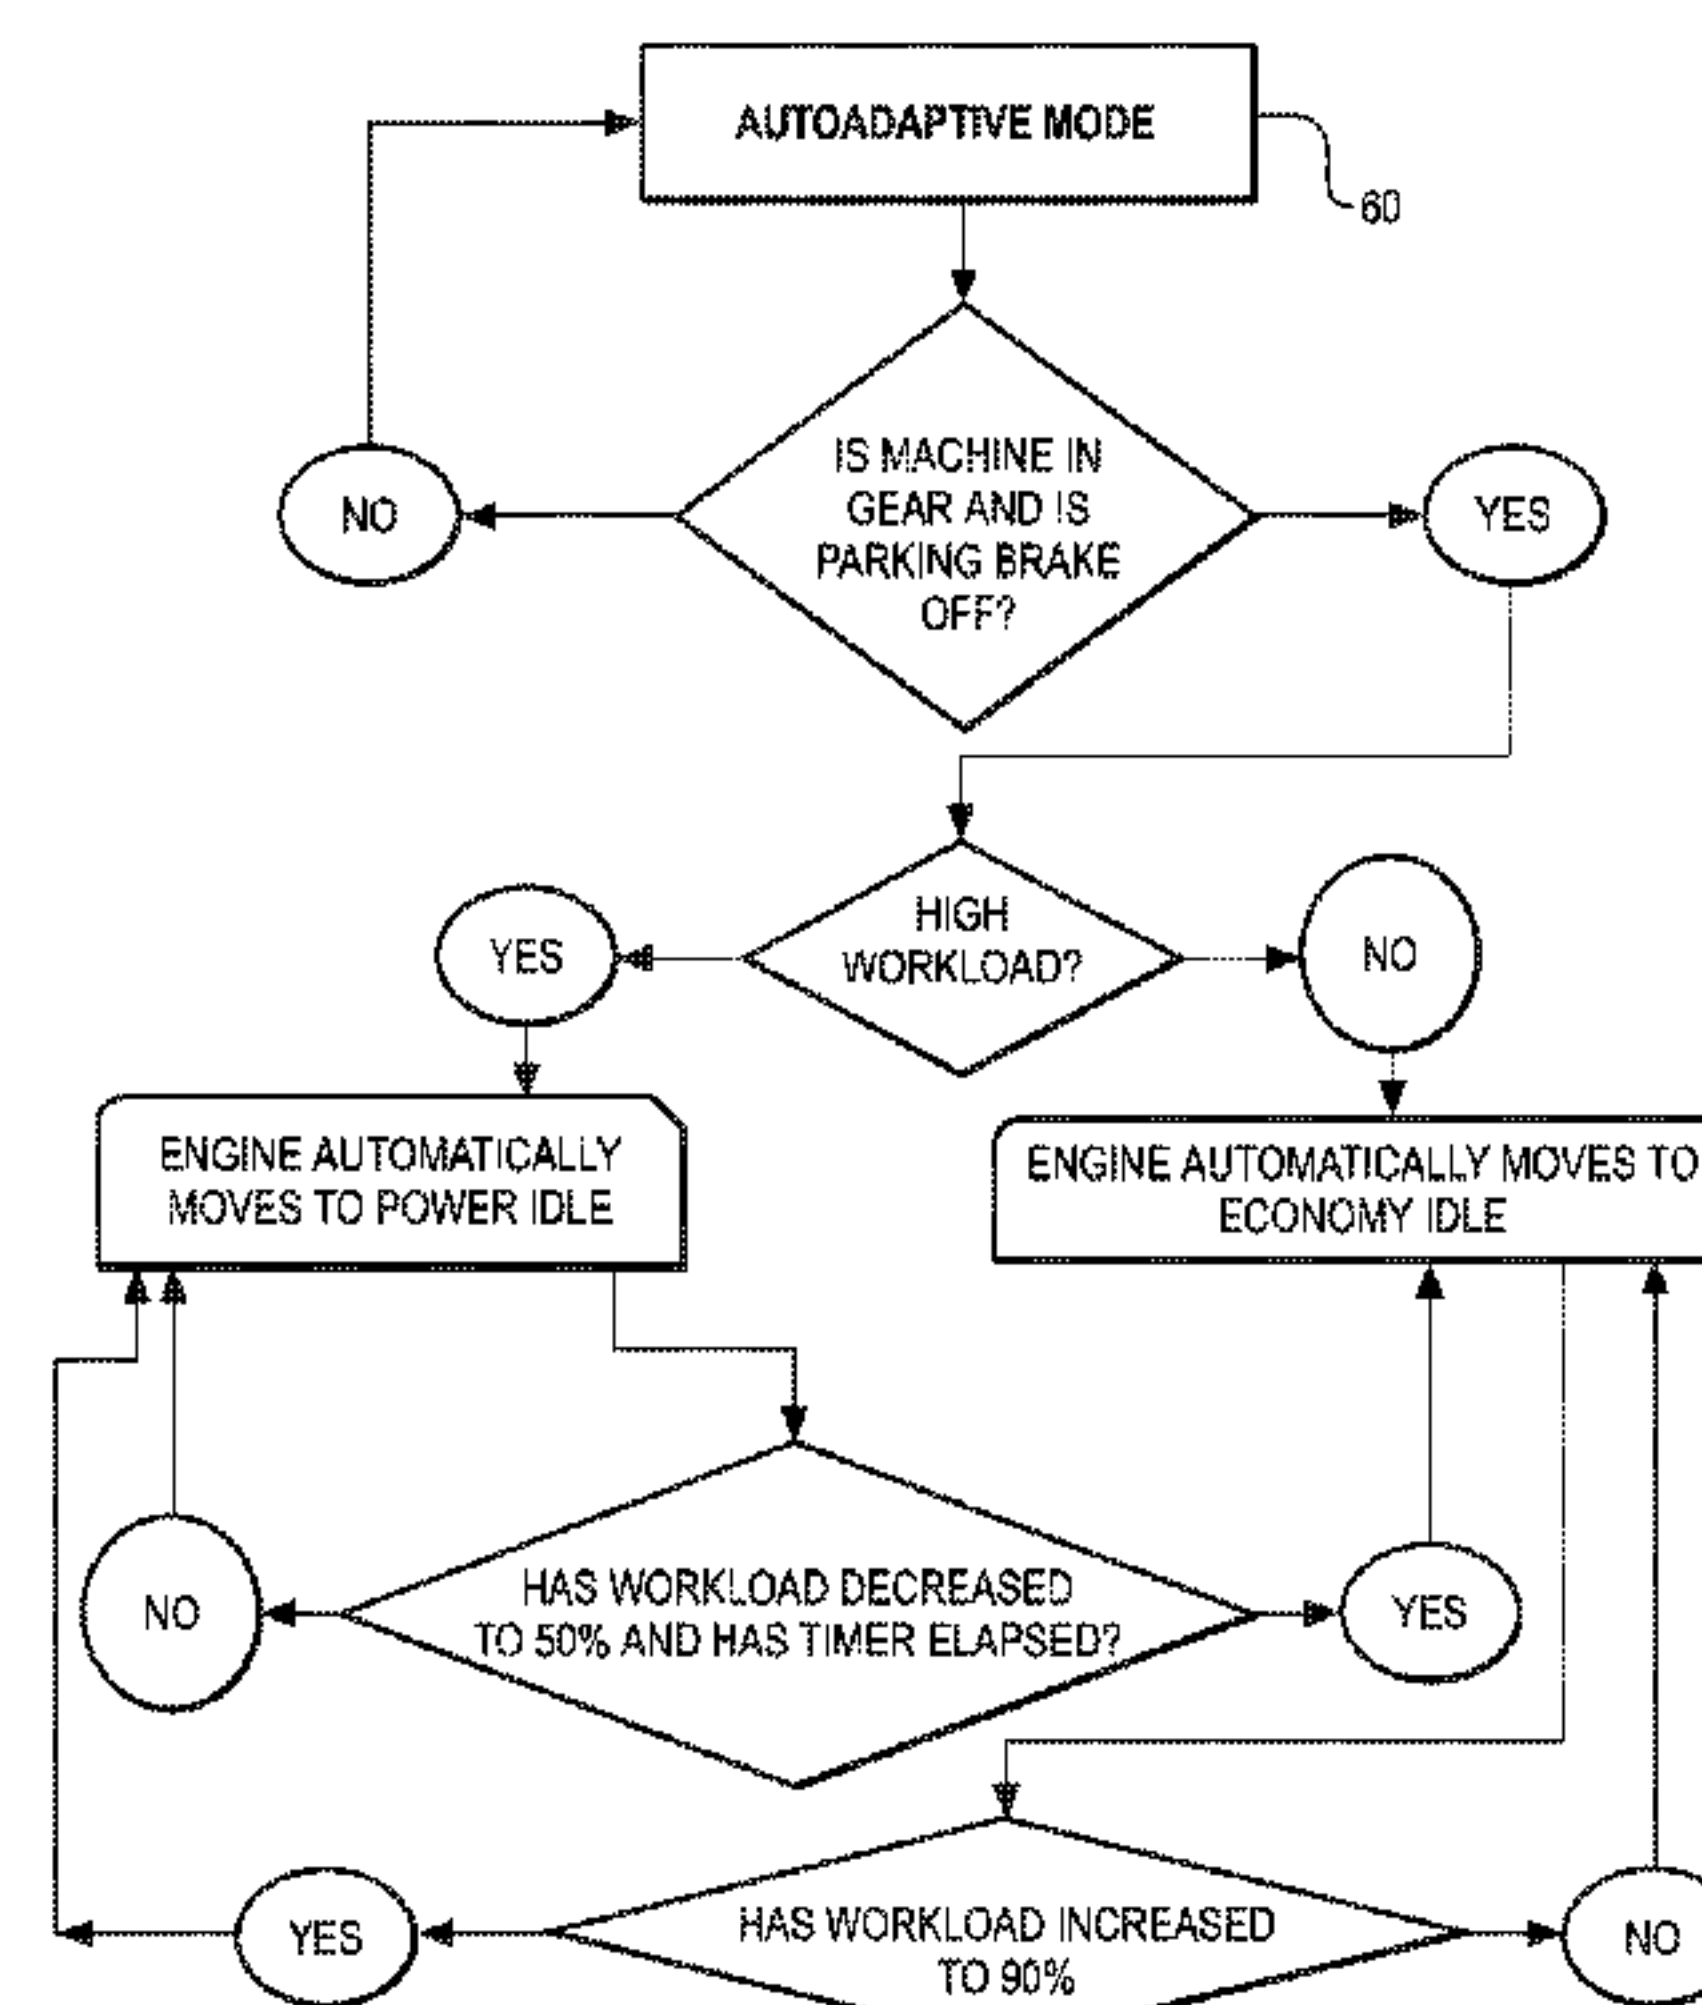 AUTOADAPTIVE MODE
60
IS MACHINE IN
GEAR AND IS
PARKING BRAKE
OFF?
NO
YES
HIGH
WORKLOAD?
YES
NO
ENGINE AUTOMATICALLY
MOVES TO POWER IDLE
ENGINE AUTOMATICALLY MOVES TO
ECONOMY IDLE
HAS WORKLOAD DECREASED
TO 50% AND HAS TIMER ELAPSED?
NO
YES
HAS WORKLOAD INCREASED
TO 90%
YES
NO